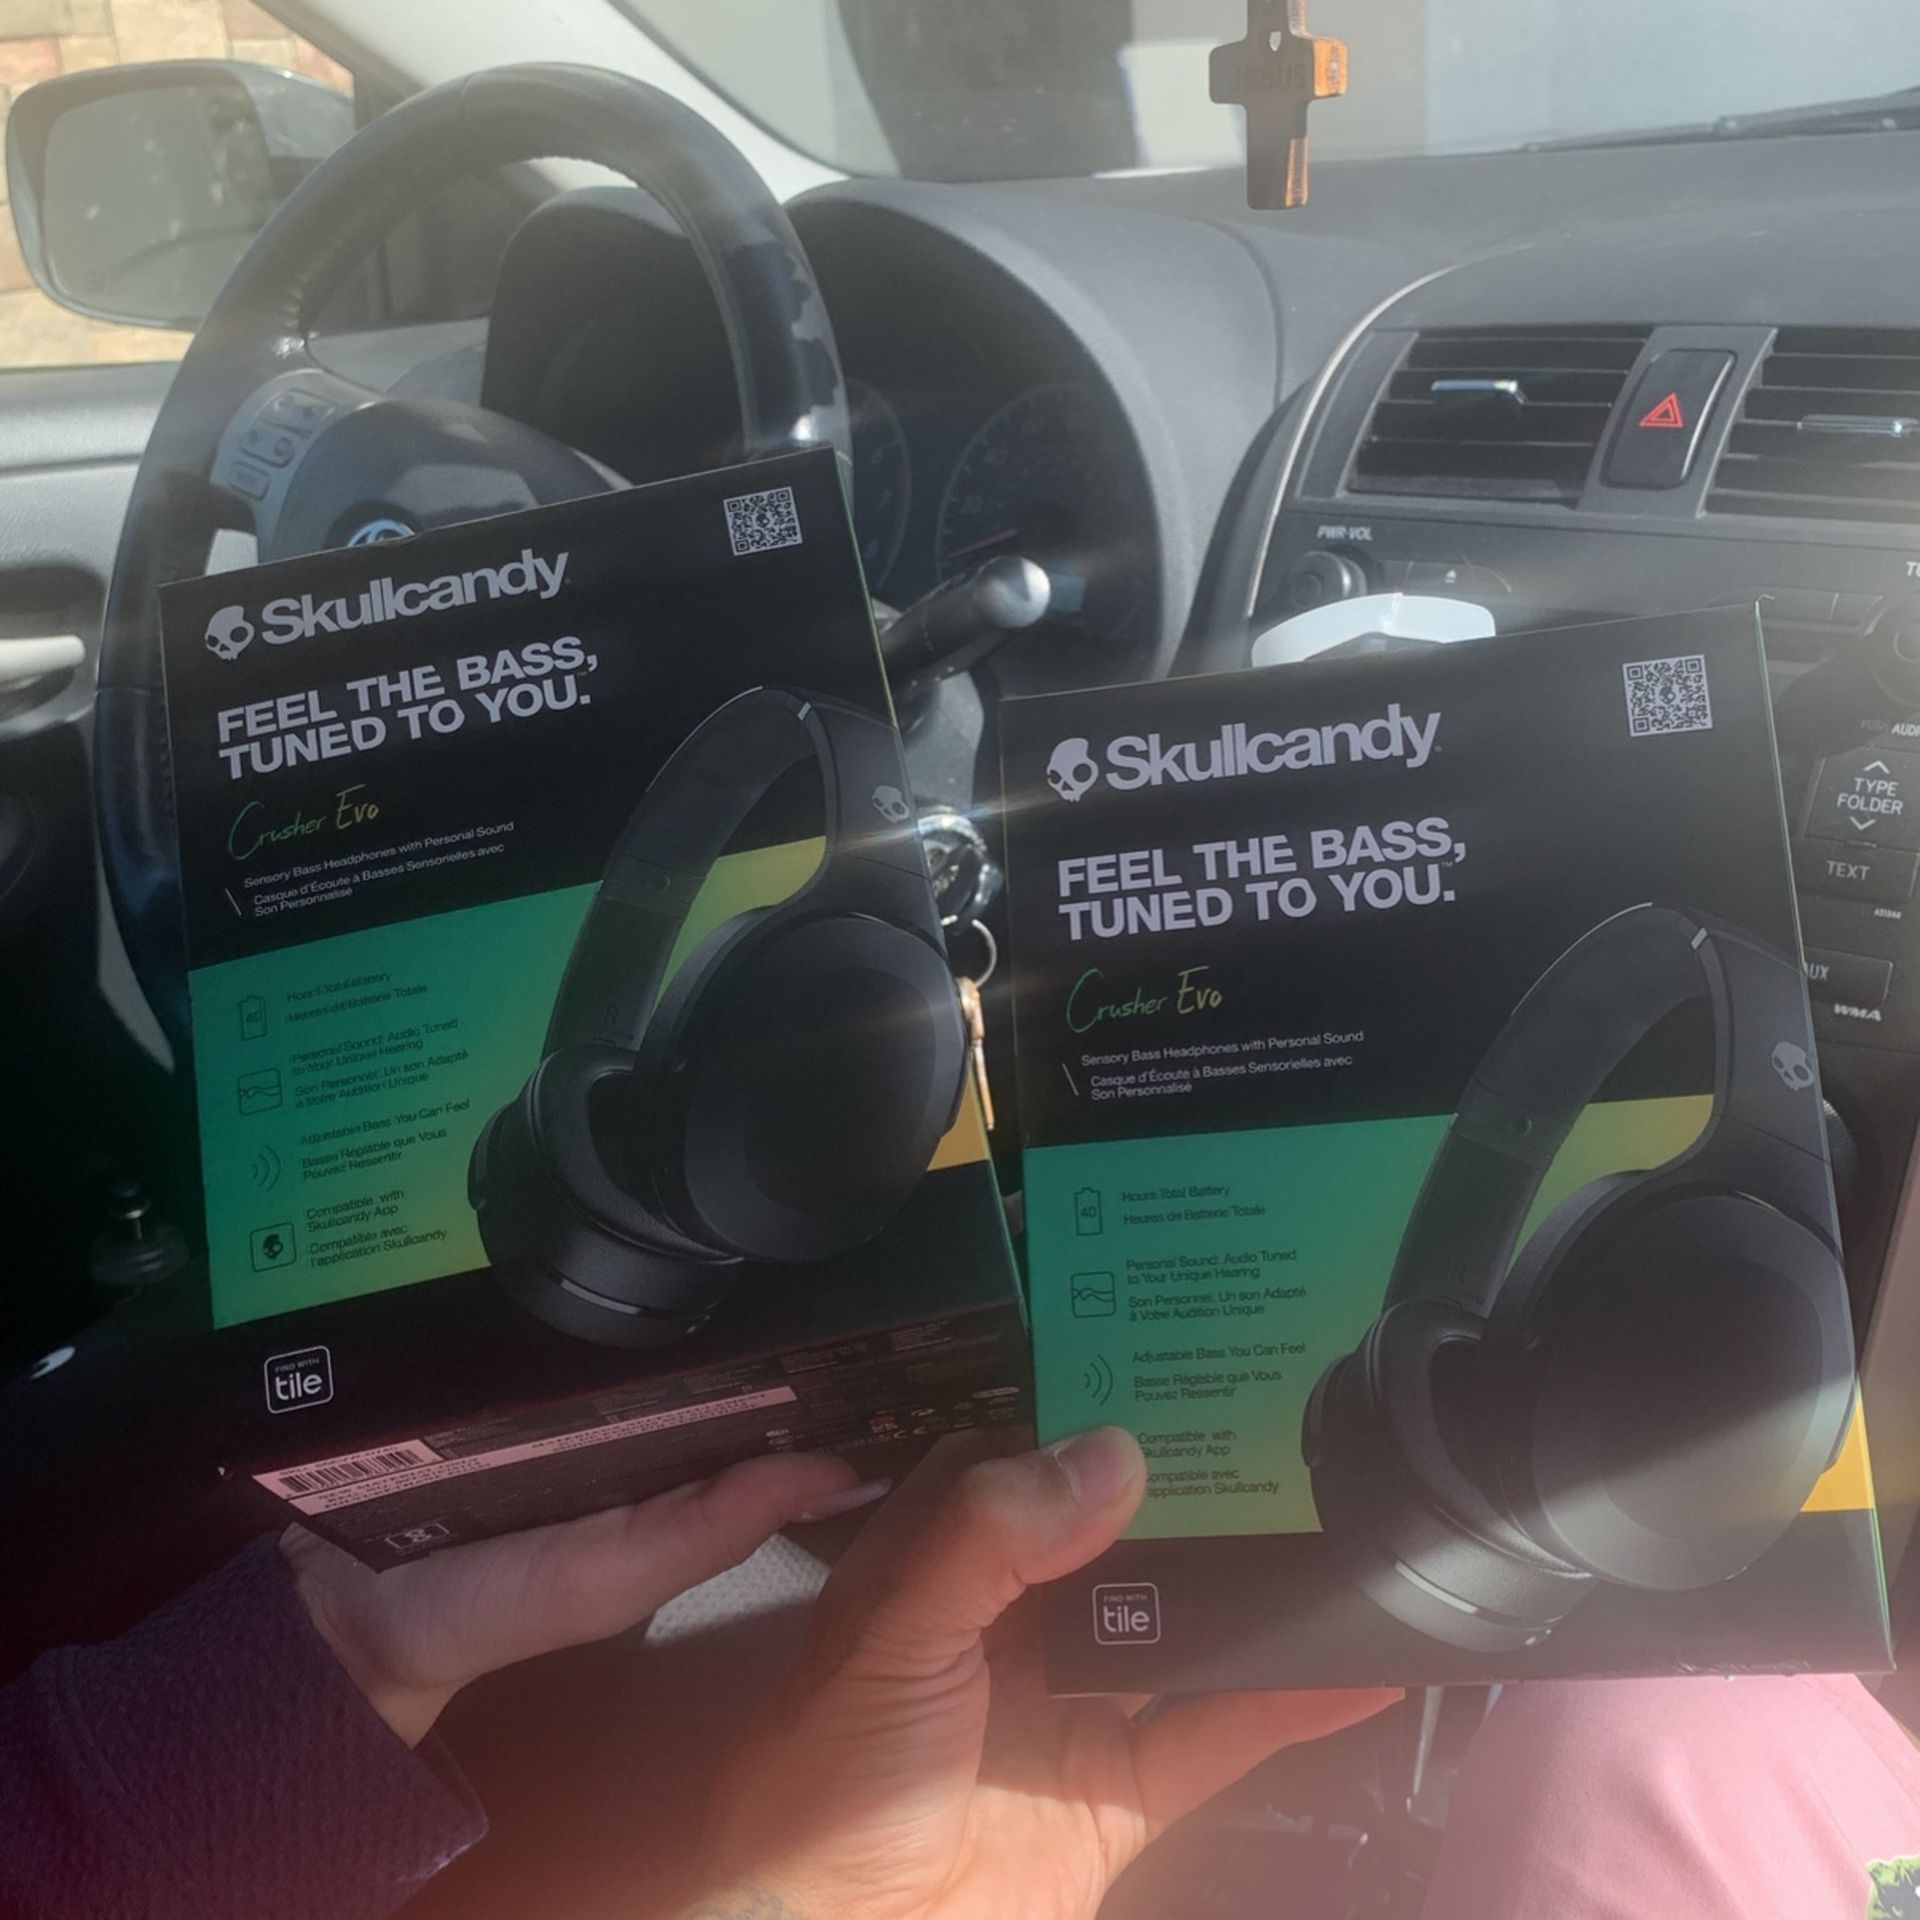 PWR·VOL
TYPE
FOLDER
TEXT
AS1844
WMA
Skullcandy
FEEL THE BASS,
TUNED TO YOU.
Crusher Evo
Sensory Bass Headphones with Personal Sound
Casque d'Écoute à Basses Sensorielles avec
Son Personnalisé
40
Hours Total Battery
Heures de Batterie Totale
Personal Sound: Audio Tuned
to Your Unique Hearing
Son Personnel: Un son Adapté
à Votre Audition Unique
Adjustable Bass You Can Feel
Basse Réglable que Vous
Pouvez Ressentir
Compatible with
Skullcandy App
Compatible avec
l'application Skullcandy
FIND WITH
tile
Skullcandy
FEEL THE BASS,
TUNED TO YOU.™
Crusher Evo
Sensory Bass Headphones with Personal Sound
Casque d'Écoute à Basses Sensorielles avec
Son Personnalisé
40
Hours Total Battery
Heures de Batterie Totale
Personal Sound: Audio Tuned
to Your Unique Hearing
Son Personnel: Un son Adapté
à Votre Audition Unique
Adjustable Bass You Can Feel
Basse Réglable que Vous
Pouvez Ressentir
Compatible with
Skullcandy App
Compatible avec
application Skullcandy
FIND WITH
tile